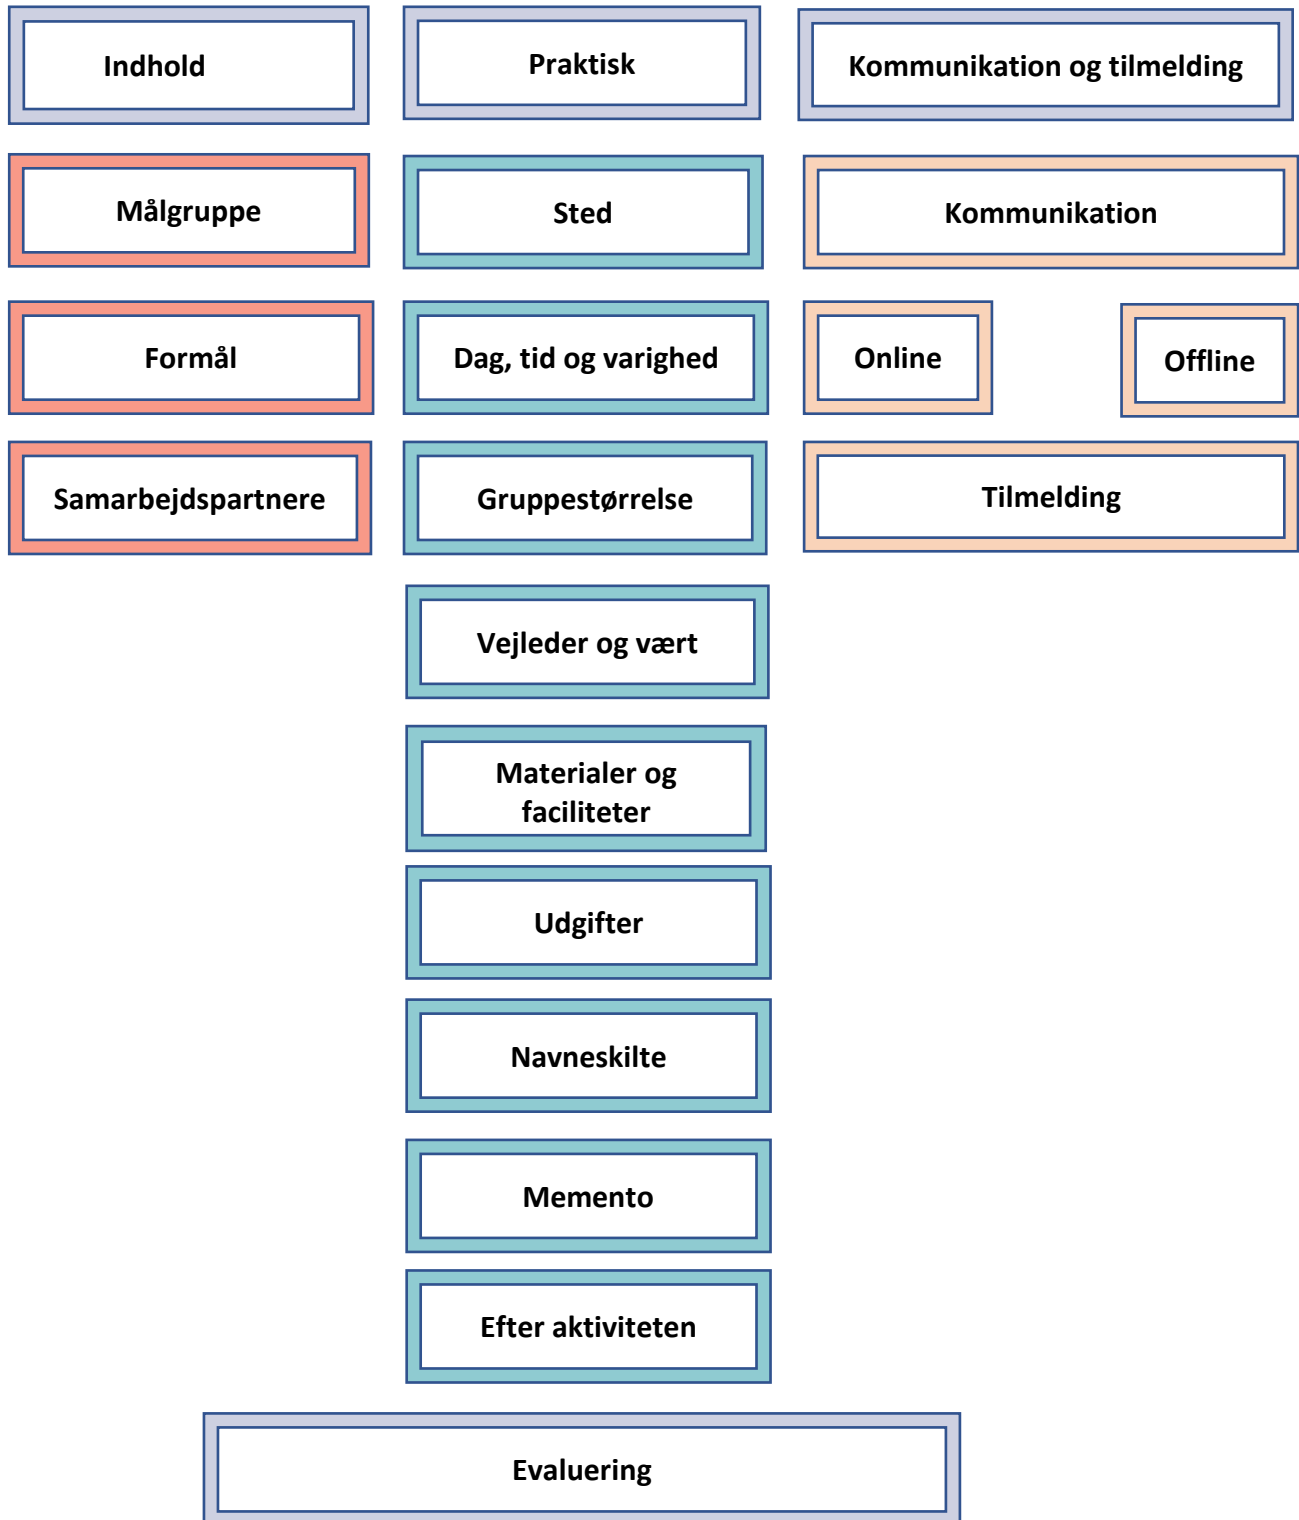 Indhold
Praktisk
Kommunikation og tilmelding
Målgruppe
Sted
Kommunikation
Formål
Dag, tid og varighed
Online
Offline
Samarbejdspartnere
Gruppestørrelse
Tilmelding
Vejleder og vært
Materialer og
faciliteter
Udgifter
Navneskilte
Memento
Efter aktiviteten
Evaluering